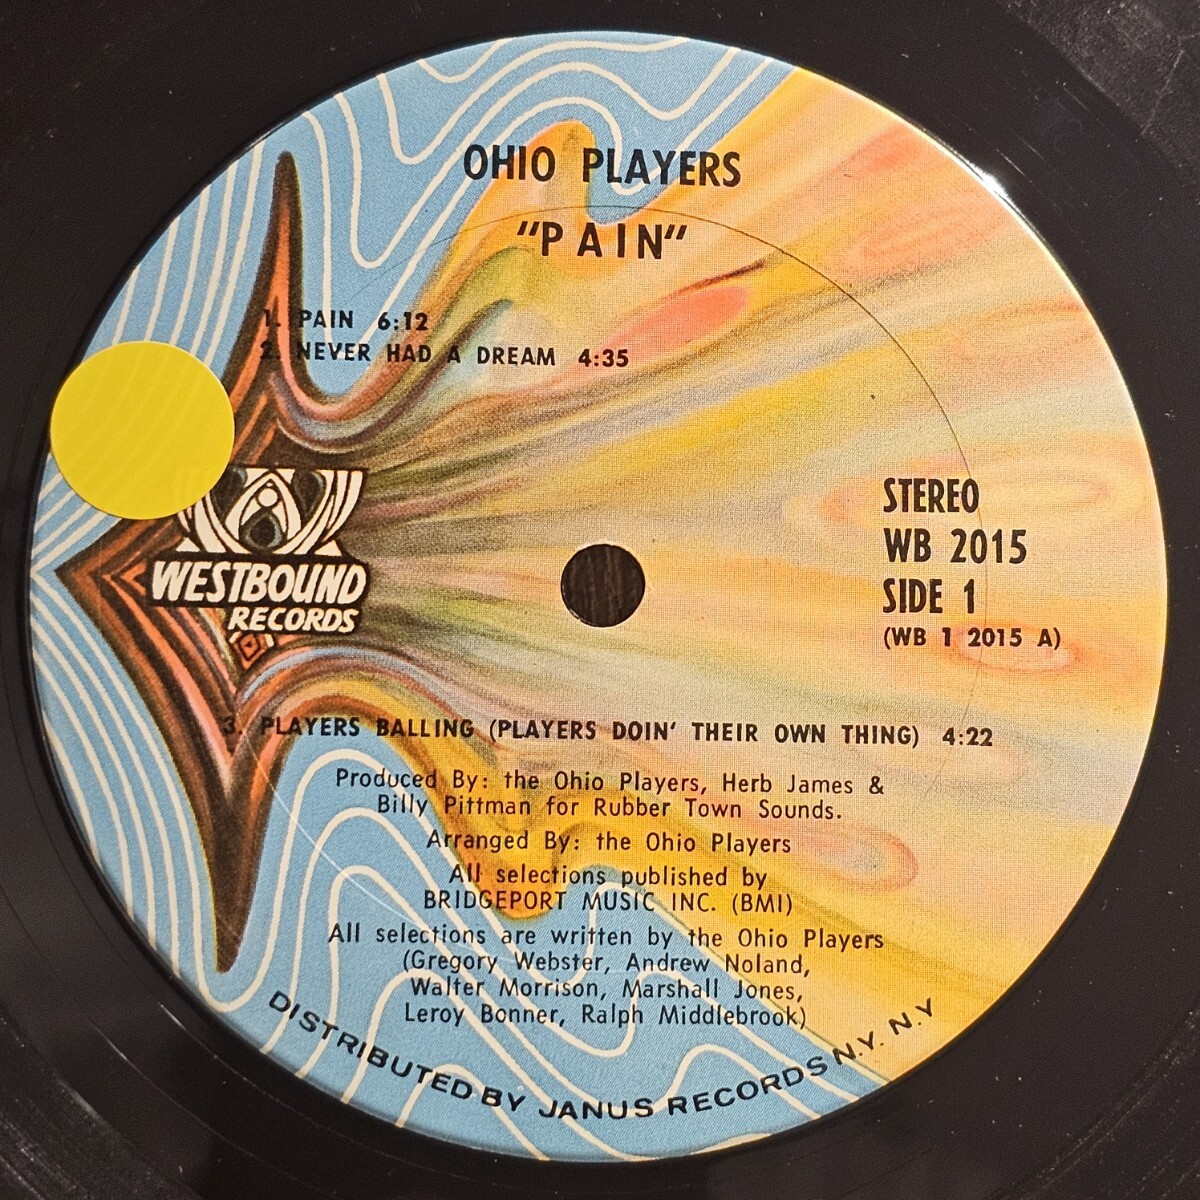 OHIO PLAYERS
"PAIN"
1. PAIN 6:12
2. NEVER HAD A DREAM 4:35
STEREO
WB 2015
SIDE 1
(WB 1 2015 A)
WESTBOUND
RECORDS
3. PLAYERS BALLING (PLAYERS DOIN' THEIR OWN THING) 4:22
Produced By: the Ohio Players, Herb James &
Billy Pittman for Rubber Town Sounds.
Arranged By: the Ohio Players
All selections published by
BRIDGEPORT MUSIC INC. (BMI)
All selections are written by the Ohio Players
(Gregory Webster, Andrew Noland,
Walter Morrison, Marshall Jones,
Leroy Bonner, Ralph Middlebrook)
DISTRIBUTED BY JANUS RECORDS N.Y. N.Y